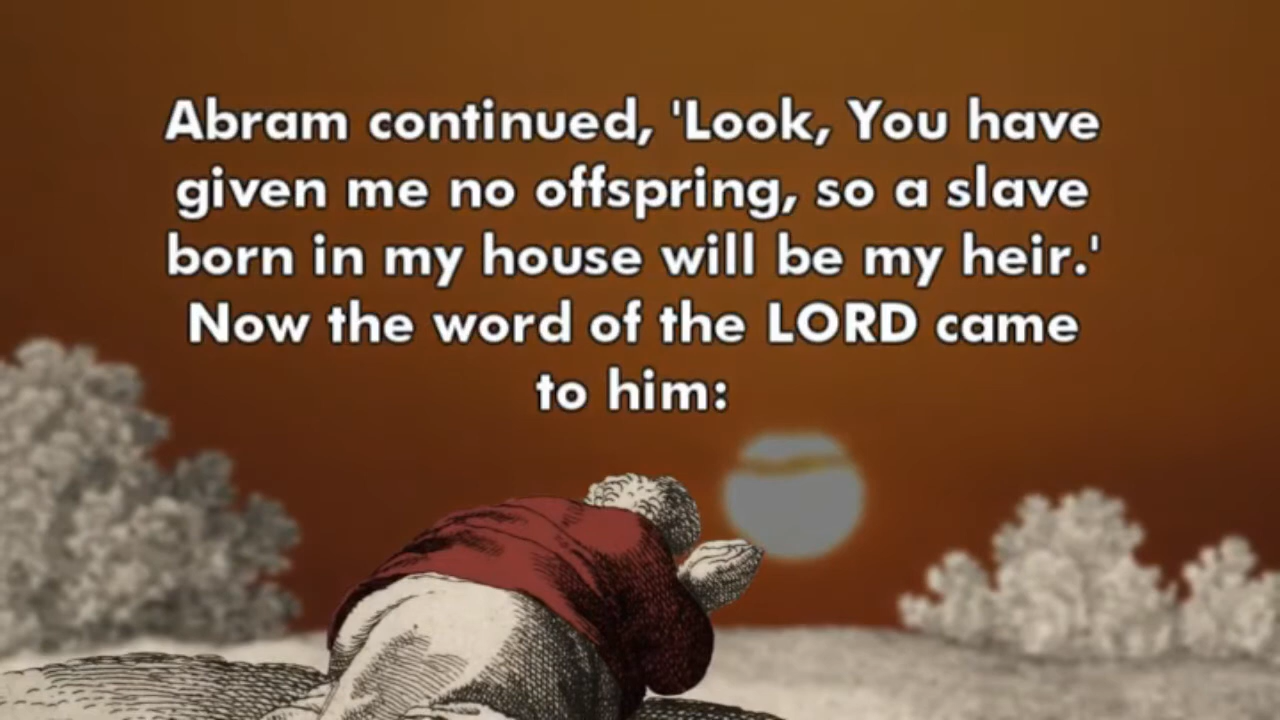 Abram continued, 'Look, You have
given me no offspring, so a slave
born in my house will be my heir.'
Now the word of the LORD came
to him: